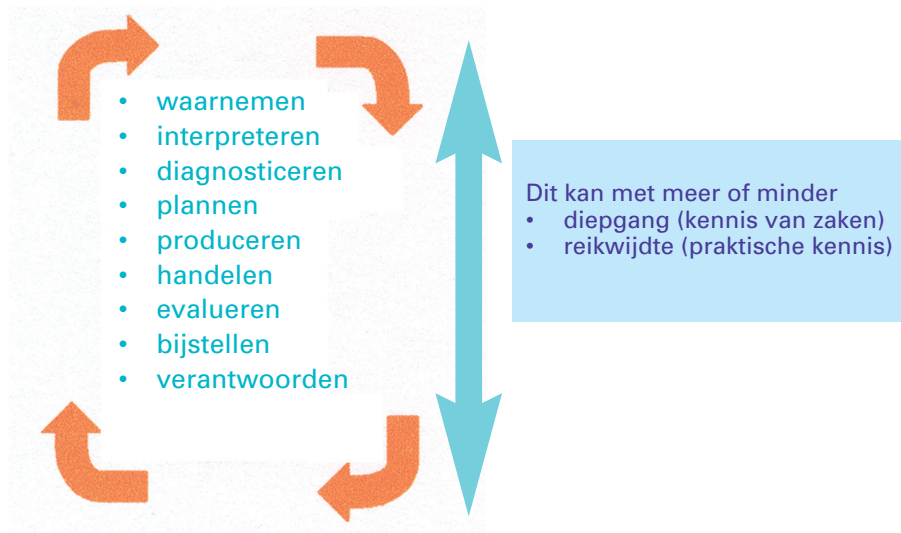 • waarnemen
• interpreteren
• diagnosticeren
• plannen
• produceren
• handelen
• evalueren
• bijstellen
• verantwoorden
Dit kan met meer of minder
• diepgang (kennis van zaken)
• reikwijdte (praktische kennis)